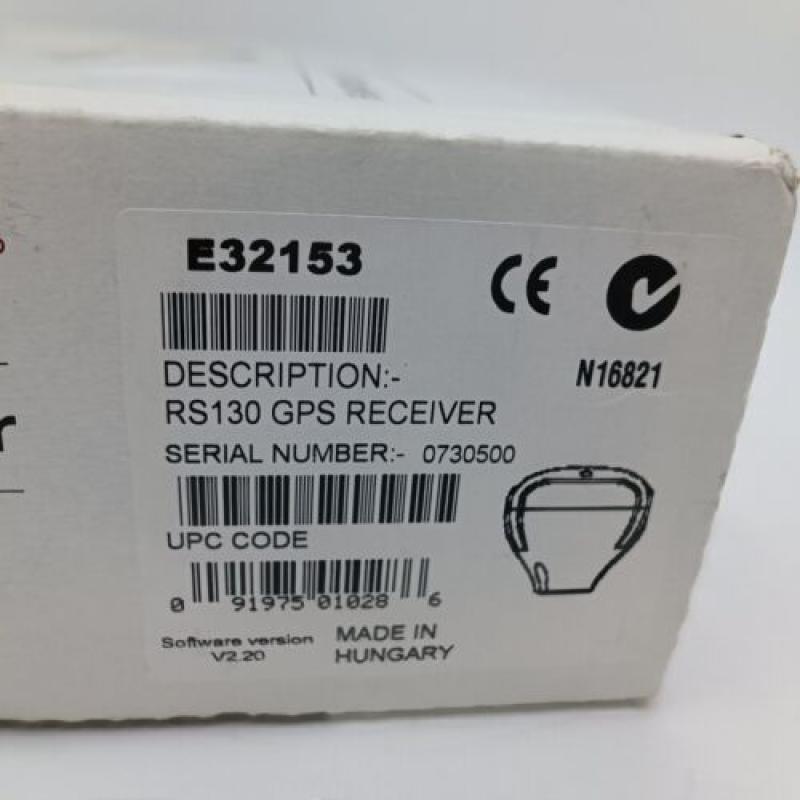 E32153
CE
N16821
DESCRIPTION:-
RS130 GPS RECEIVER
SERIAL NUMBER:- 0730500
UPC CODE
0 91975 01028 6
Software version
V2.20
MADE IN
HUNGARY
r